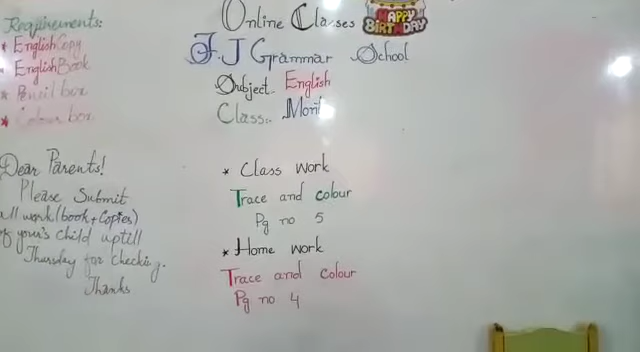 Requirements:
* English Copy
* English Book
* Pencil box
* Colour box
Online Classes
HAPPY
BIRTHDAY
F.J Grammar School
Subject.. English
Class.. Mont
Dear Parents!
Please Submit
all work (book + Copies)
of your's child uptill
Thursday for checking.
Thanks
* Class work
Trace and colour
Pg no 5
* Home work
Trace and colour
Pg no 4